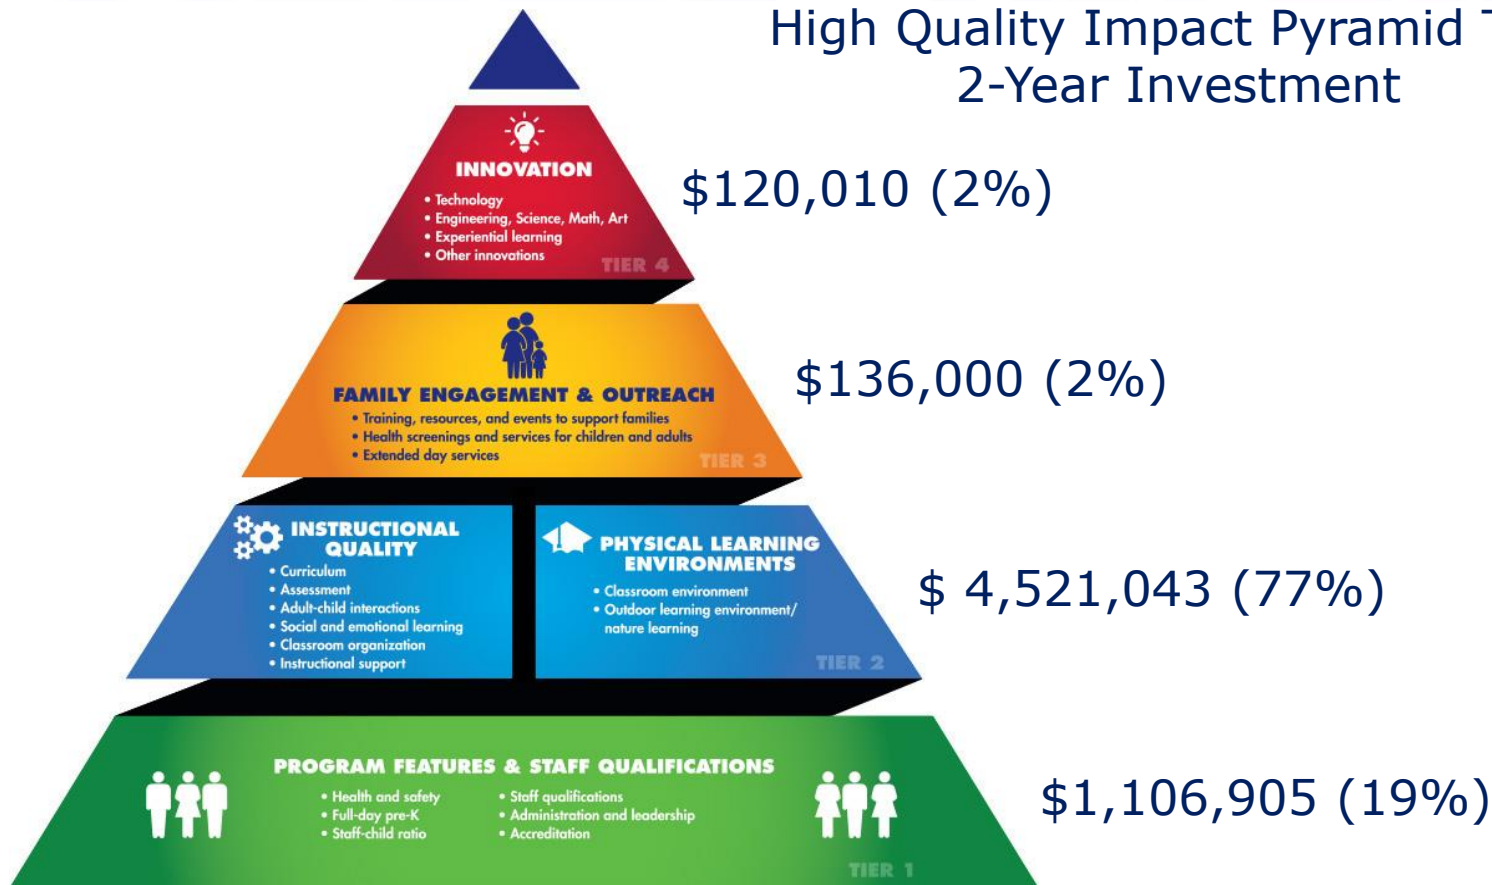 High Quality Impact Pyramid
2-Year Investment
INNOVATION
• Technology
• Engineering, Science, Math, Art
• Experiential learning
• Other innovations
TIER 4
$120,010 (2%)
FAMILY ENGAGEMENT & OUTREACH
• Training, resources, and events to support families
• Health screenings and services for children and adults
• Extended day services
TIER 3
$136,000 (2%)
INSTRUCTIONAL
QUALITY
• Curriculum
• Assessment
• Adult-child interactions
• Social and emotional learning
• Classroom organization
• Instructional support
PHYSICAL LEARNING
ENVIRONMENTS
• Classroom environment
• Outdoor learning environment/
nature learning
TIER 2
$ 4,521,043 (77%)
PROGRAM FEATURES & STAFF QUALIFICATIONS
• Health and safety
• Full-day pre-K
• Staff-child ratio
• Staff qualifications
• Administration and leadership
• Accreditation
TIER 1
$1,106,905 (19%)